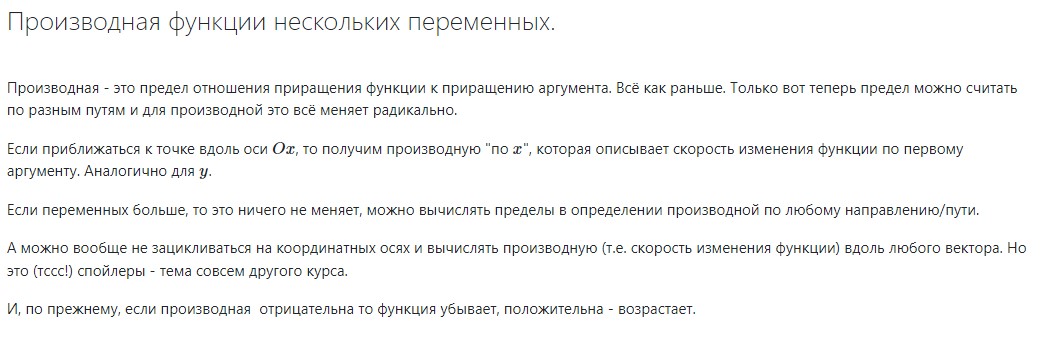 Производная функции нескольких переменных.
Производная - это предел отношения приращения функции к приращению аргумента. Всё как раньше. Только вот теперь предел можно считать
по разным путям и для производной это всё меняет радикально.
Если приближаться к точке вдоль оси Ox, то получим производную "по x", которая описывает скорость изменения функции по первому
аргументу. Аналогично для y.
Если переменных больше, то это ничего не меняет, можно вычислять пределы в определении производной по любому направлению/пути.
А можно вообще не зацикливаться на координатных осях и вычислять производную (т.е. скорость изменения функции) вдоль любого вектора. Но
это (тссс!) спойлеры - тема совсем другого курса.
И, по прежнему, если производная  отрицательна то функция убывает, положительна - возрастает.